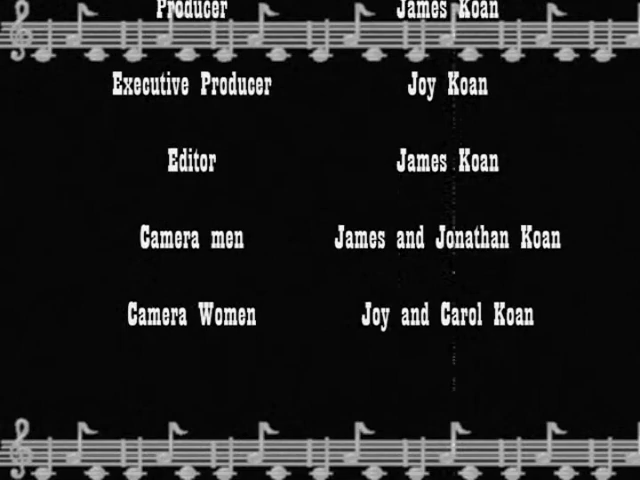 Producer James Koan
Executive Producer Joy Koan
Editor James Koan
Camera men James and Jonathan Koan
Camera Women Joy and Carol Koan